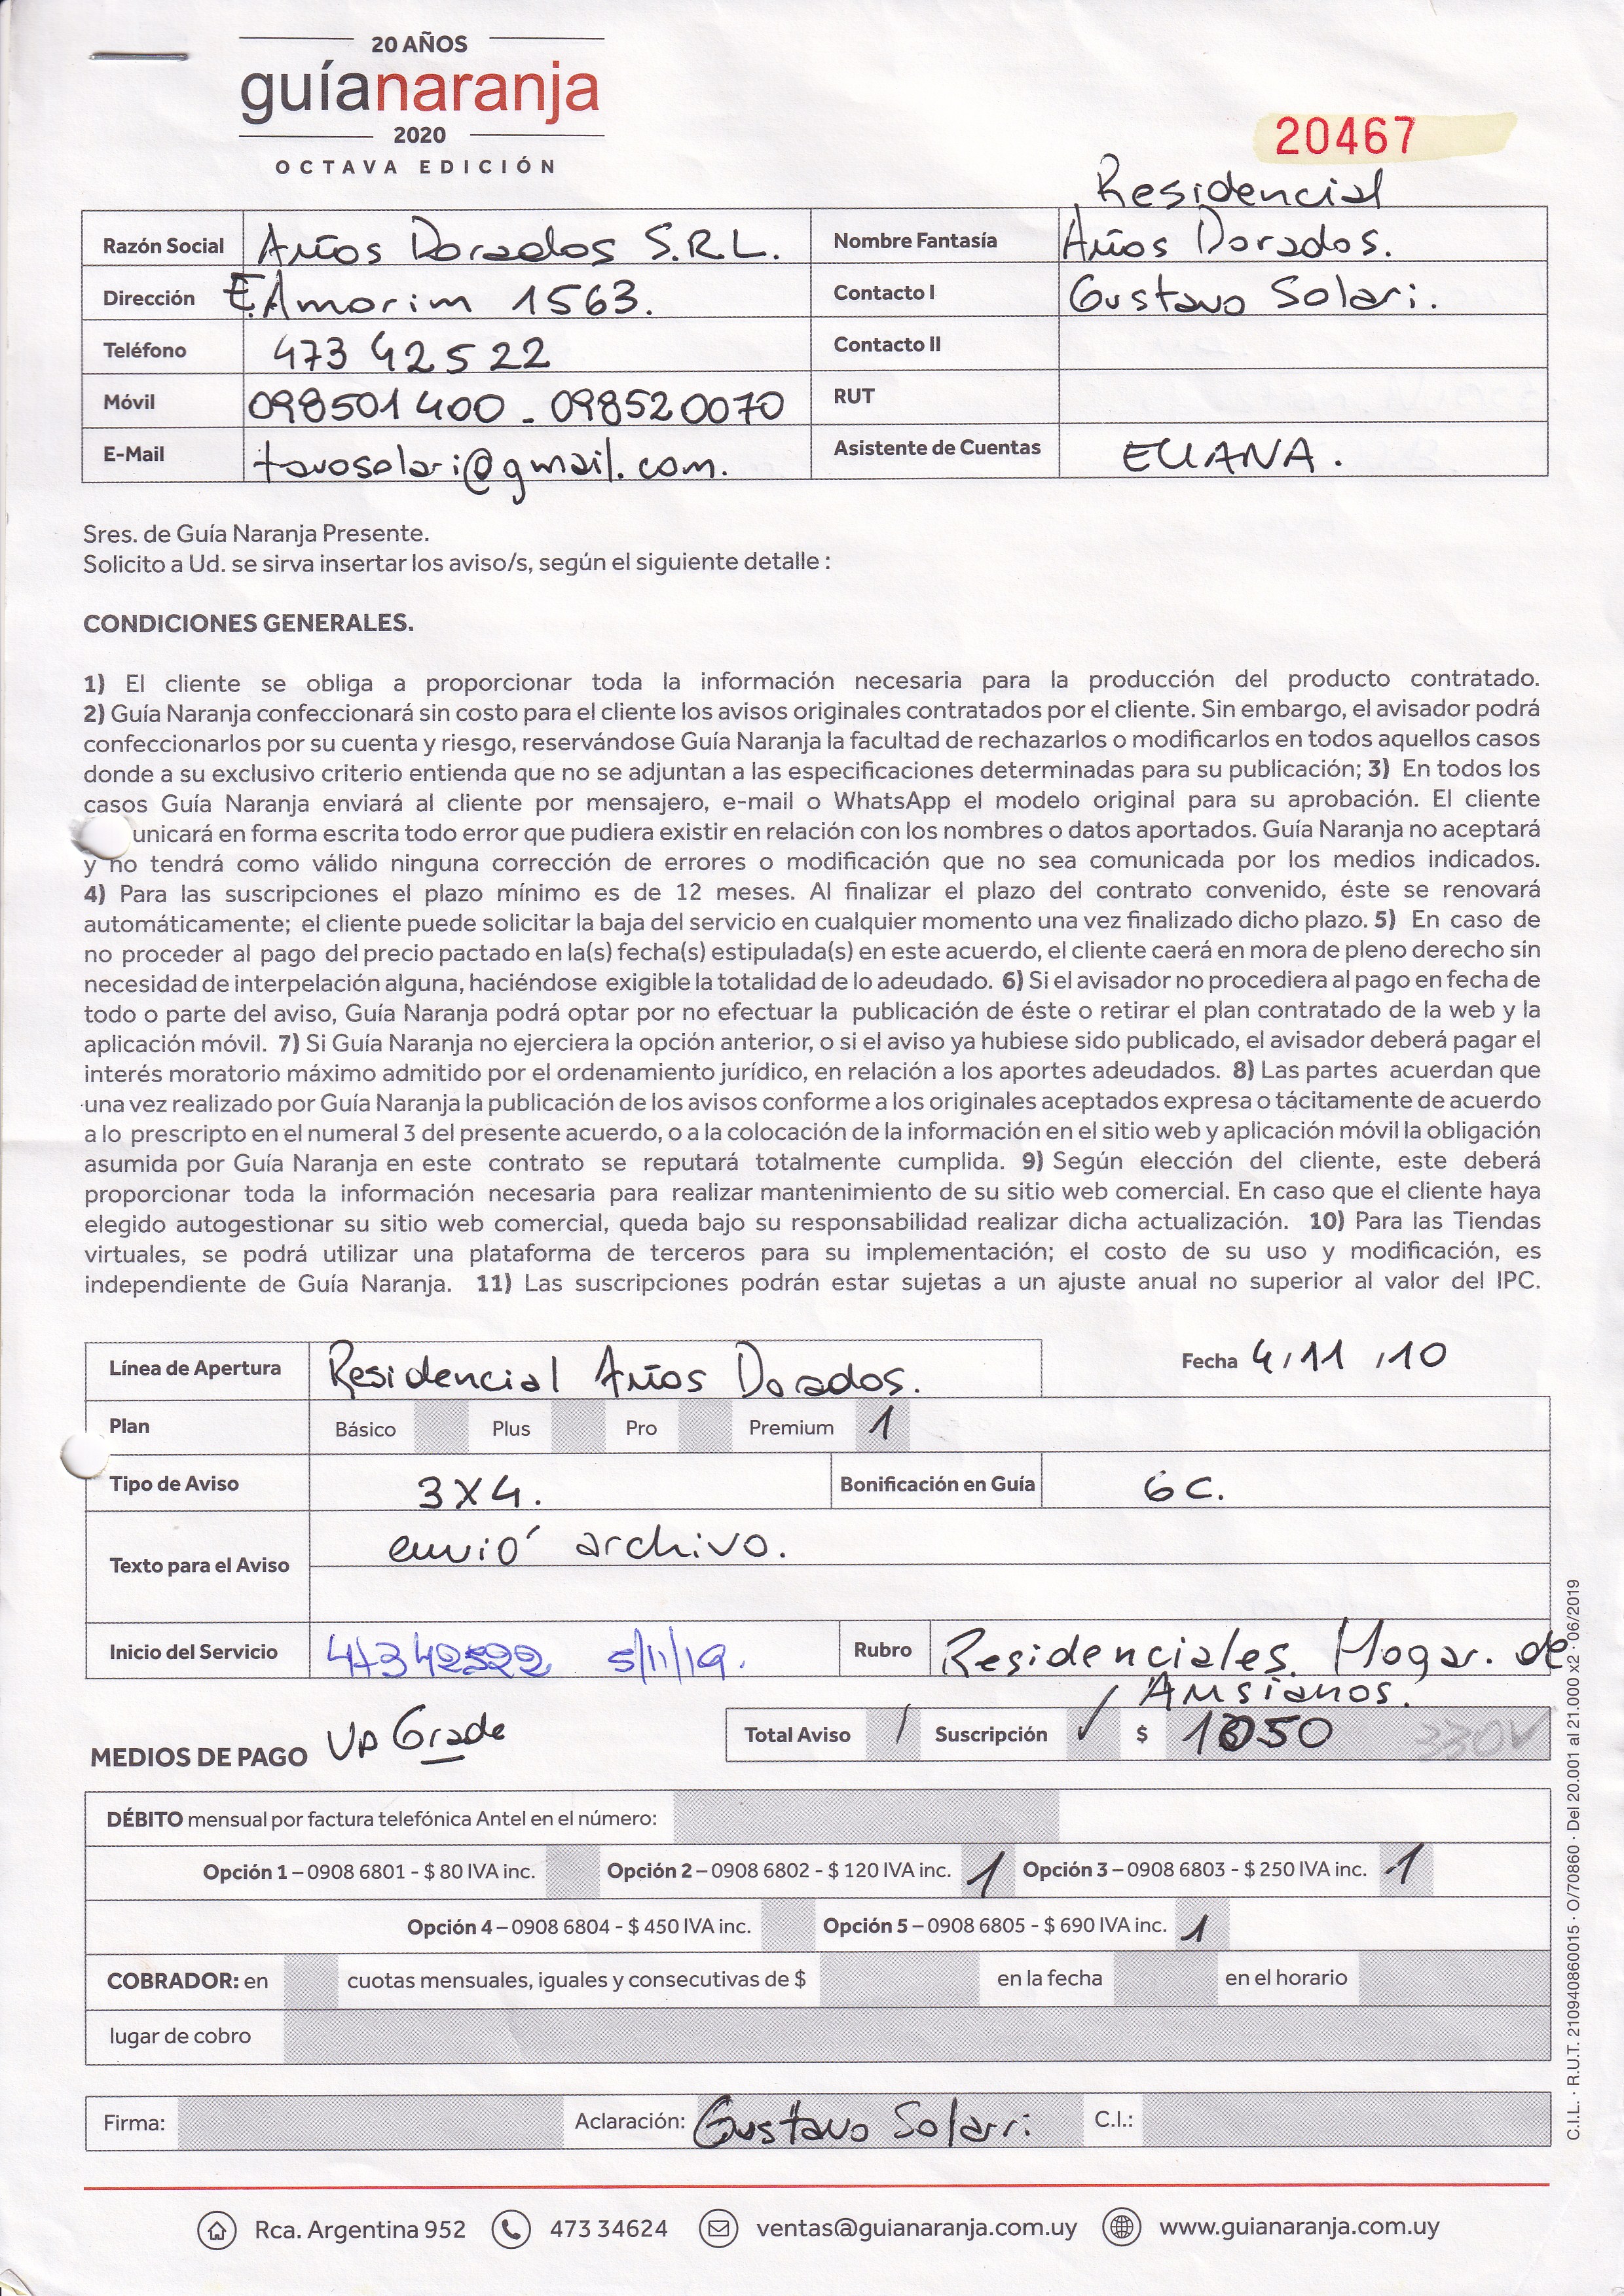 20 AÑOS
guíanaranja
2020
OCTAVA EDICIÓN
20467
Residencial
Razón Social Años Dorados S.R.L. Nombre Fantasía Años Dorados.
Dirección E.Amorim 1563. Contacto I Gustavo Solari.
Teléfono 473 42522 Contacto II
Móvil 098501400 - 098520070 RUT
E-Mail tavosolari@gmail.com. Asistente de Cuentas ELIANA.
Sres. de Guía Naranja Presente.
Solicito a Ud. se sirva insertar los aviso/s, según el siguiente detalle :
CONDICIONES GENERALES.
1) El cliente se obliga a proporcionar toda la información necesaria para la producción del producto contratado.
2) Guía Naranja confeccionará sin costo para el cliente los avisos originales contratados por el cliente. Sin embargo, el avisador podrá
confeccionarlos por su cuenta y riesgo, reservándose Guía Naranja la facultad de rechazarlos o modificarlos en todos aquellos casos
donde a su exclusivo criterio entienda que no se adjuntan a las especificaciones determinadas para su publicación; 3) En todos los
casos Guía Naranja enviará al cliente por mensajero, e-mail o WhatsApp el modelo original para su aprobación. El cliente
unicará en forma escrita todo error que pudiera existir en relación con los nombres o datos aportados. Guía Naranja no aceptará
y no tendrá como válido ninguna corrección de errores o modificación que no sea comunicada por los medios indicados.
4) Para las suscripciones el plazo mínimo es de 12 meses. Al finalizar el plazo del contrato convenido, éste se renovará
automáticamente; el cliente puede solicitar la baja del servicio en cualquier momento una vez finalizado dicho plazo. 5) En caso de
no proceder al pago del precio pactado en la(s) fecha(s) estipulada(s) en este acuerdo, el cliente caerá en mora de pleno derecho sin
necesidad de interpelación alguna, haciéndose exigible la totalidad de lo adeudado. 6) Si el avisador no procediera al pago en fecha de
todo o parte del aviso, Guía Naranja podrá optar por no efectuar la publicación de éste o retirar el plan contratado de la web y la
aplicación móvil. 7) Si Guía Naranja no ejerciera la opción anterior, o si el aviso ya hubiese sido publicado, el avisador deberá pagar el
interés moratorio máximo admitido por el ordenamiento jurídico, en relación a los aportes adeudados. 8) Las partes acuerdan que
una vez realizado por Guía Naranja la publicación de los avisos conforme a los originales aceptados expresa o tácitamente de acuerdo
a lo prescripto en el numeral 3 del presente acuerdo, o a la colocación de la información en el sitio web y aplicación móvil la obligación
asumida por Guía Naranja en este contrato se reputará totalmente cumplida. 9) Según elección del cliente, este deberá
proporcionar toda la información necesaria para realizar mantenimiento de su sitio web comercial. En caso que el cliente haya
elegido autogestionar su sitio web comercial, queda bajo su responsabilidad realizar dicha actualización. 10) Para las Tiendas
virtuales, se podrá utilizar una plataforma de terceros para su implementación; el costo de su uso y modificación, es
independiente de Guía Naranja. 11) Las suscripciones podrán estar sujetas a un ajuste anual no superior al valor del IPC.
Línea de Apertura Residencial Años Dorados. Fecha 4/11/10
Plan Básico Plus Pro Premium 1
Tipo de Aviso 3x4. Bonificación en Guía 6C.
Texto para el Aviso envió archivo.
Inicio del Servicio 47342522 5/11/19. Rubro Residenciales. Hogar. de
Ansianos.
MEDIOS DE PAGO Up Grade Total Aviso / Suscripción ✓ $ 1050 330✓
DÉBITO mensual por factura telefónica Antel en el número:
Opción 1 – 0908 6801 - $ 80 IVA inc. Opción 2 – 0908 6802 - $ 120 IVA inc. 1 Opción 3 – 0908 6803 - $ 250 IVA inc. 1
Opción 4 – 0908 6804 - $ 450 IVA inc. Opción 5 – 0908 6805 - $ 690 IVA inc. 1
COBRADOR: en cuotas mensuales, iguales y consecutivas de $ en la fecha en el horario
lugar de cobro
Firma: Aclaración: Gustavo Solari C.I.:
Rca. Argentina 952 473 34624 ventas@guianaranja.com.uy www.guianaranja.com.uy
C.I.L. · R.U.T. 210940860015 · O/70860 · Del 20.001 al 21.000 x2 · 06/2019